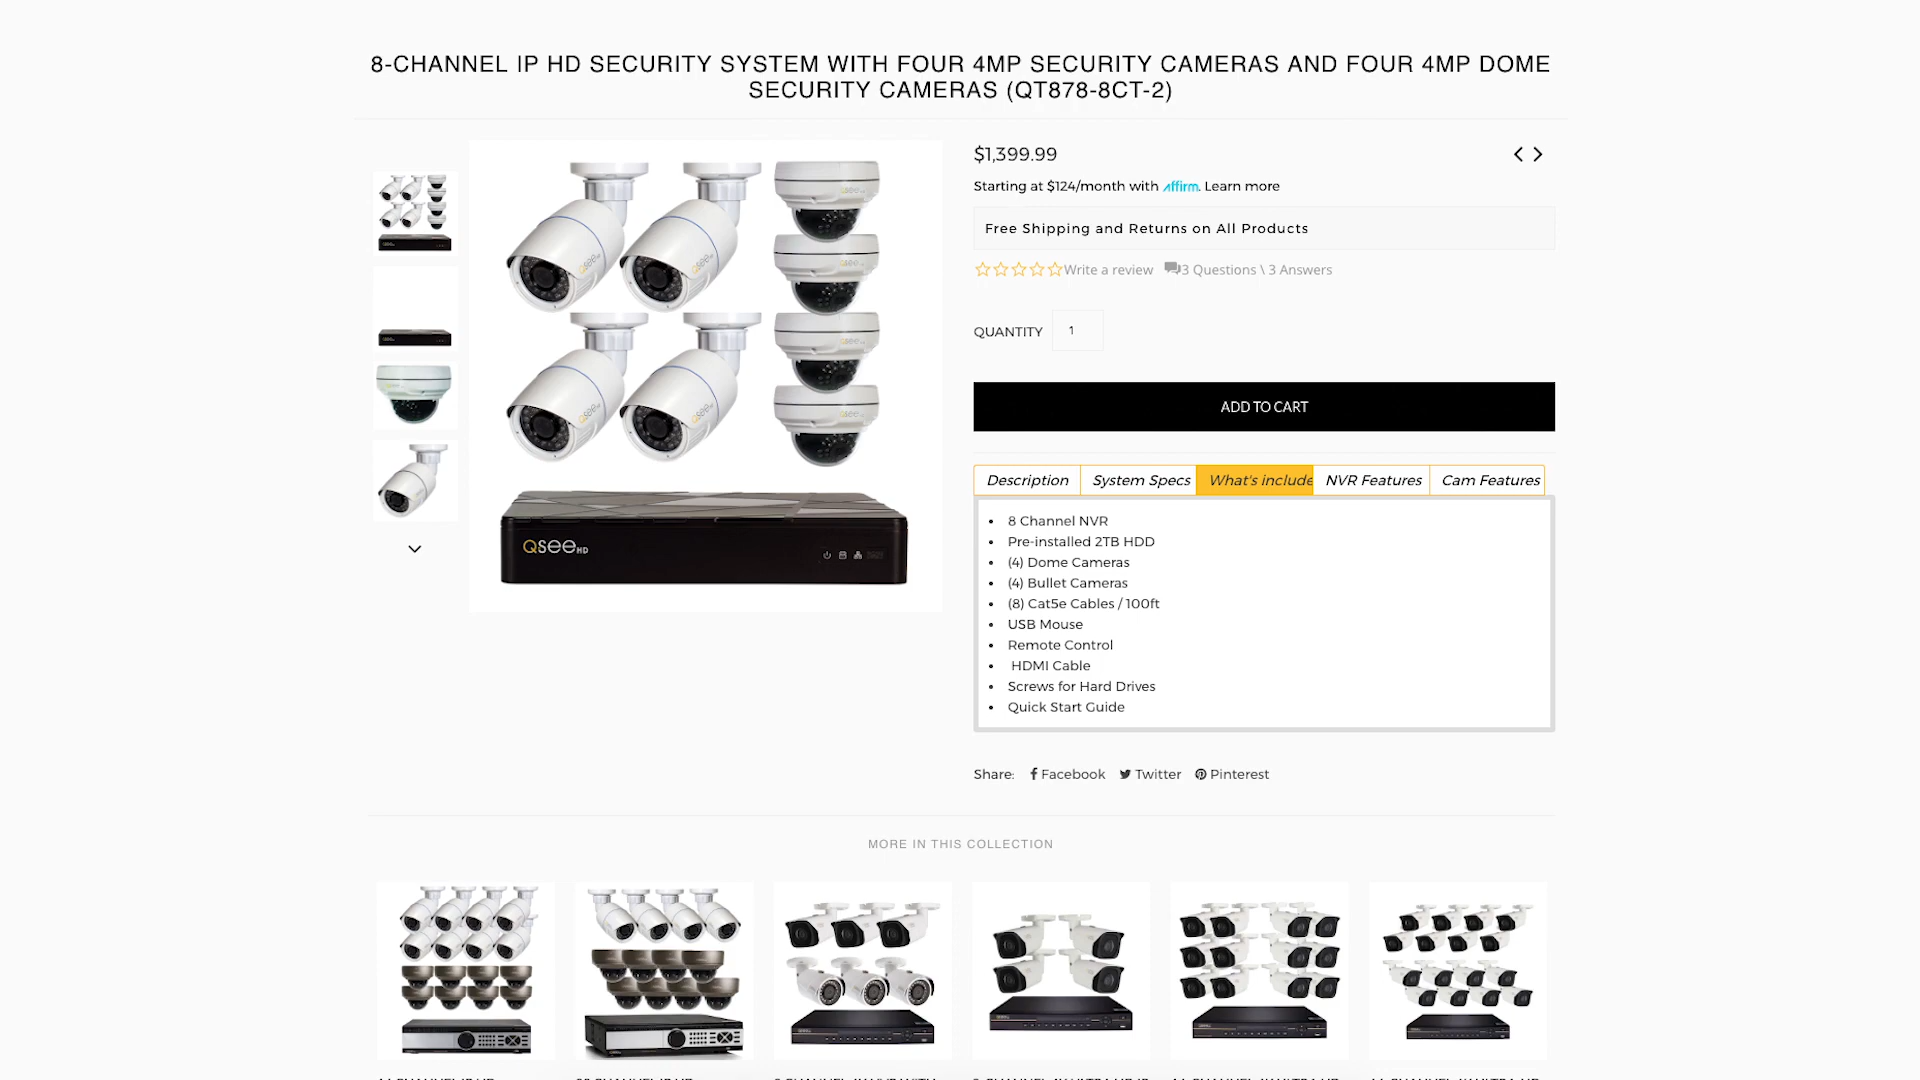 8-CHANNEL IP HD SECURITY SYSTEM WITH FOUR 4MP SECURITY CAMERAS AND FOUR 4MP DOME
SECURITY CAMERAS (QT878-8CT-2)
$1,399.99
Starting at $124/month with affirm. Learn more
Free Shipping and Returns on All Products
Write a review 3 Questions \ 3 Answers
QUANTITY 1
ADD TO CART
Qsee HD
Description System Specs What's include NVR Features Cam Features
• 8 Channel NVR
• Pre-installed 2TB HDD
• (4) Dome Cameras
• (4) Bullet Cameras
• (8) Cat5e Cables / 100ft
• USB Mouse
• Remote Control
• HDMI Cable
• Screws for Hard Drives
• Quick Start Guide
Share: Facebook Twitter Pinterest
MORE IN THIS COLLECTION